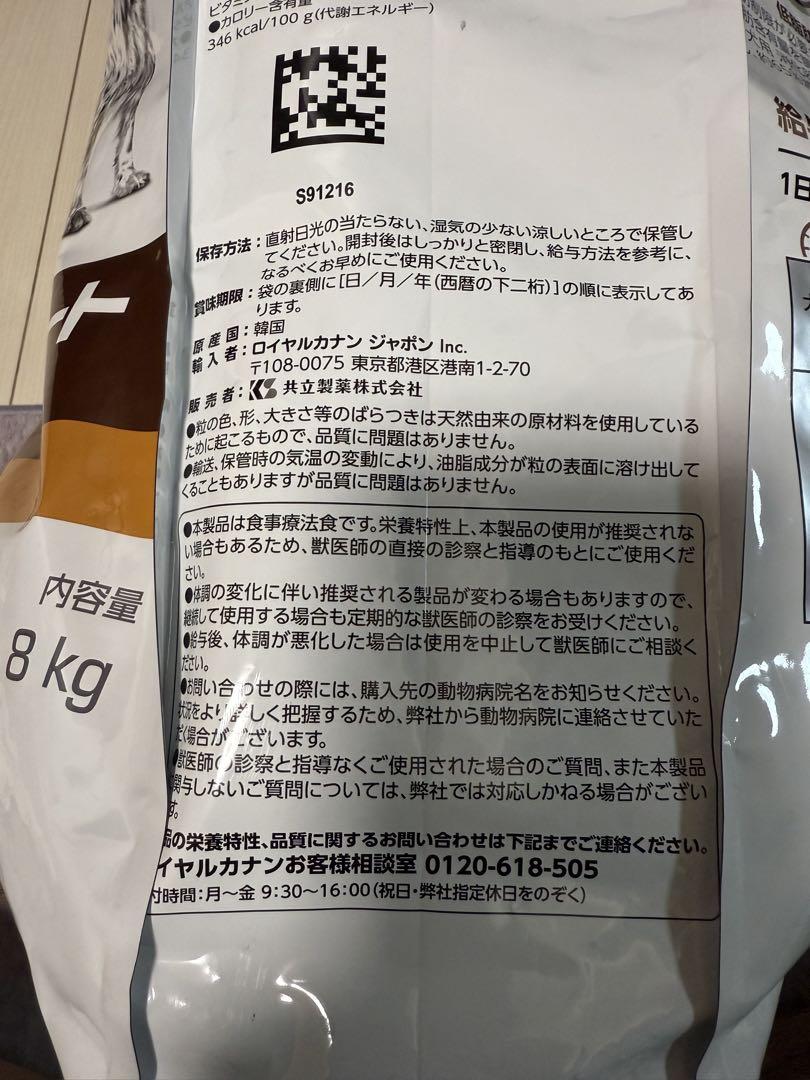 ビタミン
●カロリー含有量
346 kcal/100 g(代謝エネルギー)
S91216
保存方法：直射日光の当たらない、湿気の少ない涼しいところで保管し
てください。開封後はしっかりと密閉し、給与方法を参考に、
なるべくお早めにご使用ください。
賞味期限：袋の裏側に[日／月／年(西暦の下二桁)]の順に表示してあ
ります。
原産国：韓国
輸入者：ロイヤルカナン ジャポン Inc.
〒108-0075 東京都港区港南1-2-70
販売者：KS 共立製薬株式会社
●粒の色、形、大きさ等のばらつきは天然由来の原材料を使用している
ために起こるもので、品質に問題はありません。
●輸送、保管時の気温の変動により、油脂成分が粒の表面に溶け出して
くることもありますが品質に問題はありません。
●本製品は食事療法食です。栄養特性上、本製品の使用が推奨されな
い場合もあるため、獣医師の直接の診察と指導のもとにご使用くだ
さい。
●体調の変化に伴い推奨される製品が変わる場合もありますので、
継続して使用する場合も定期的な獣医師の診察をお受けください。
●給与後、体調が悪化した場合は使用を中止して獣医師にご相談く
ださい。
●お問い合わせの際には、購入先の動物病院名をお知らせください。
状況をより詳しく把握するため、弊社から動物病院に連絡させていた
だく場合がございます。
●獣医師の診察と指導なくご使用された場合のご質問、また本製品
関与しないご質問については、弊社では対応しかねる場合がござい
す。
品の栄養特性、品質に関するお問い合わせは下記までご連絡ください。
イヤルカナンお客様相談室 0120-618-505
付時間：月～金 9:30～16:00(祝日・弊社指定休日をのぞく)
ート
内容量
8 kg
給
1日